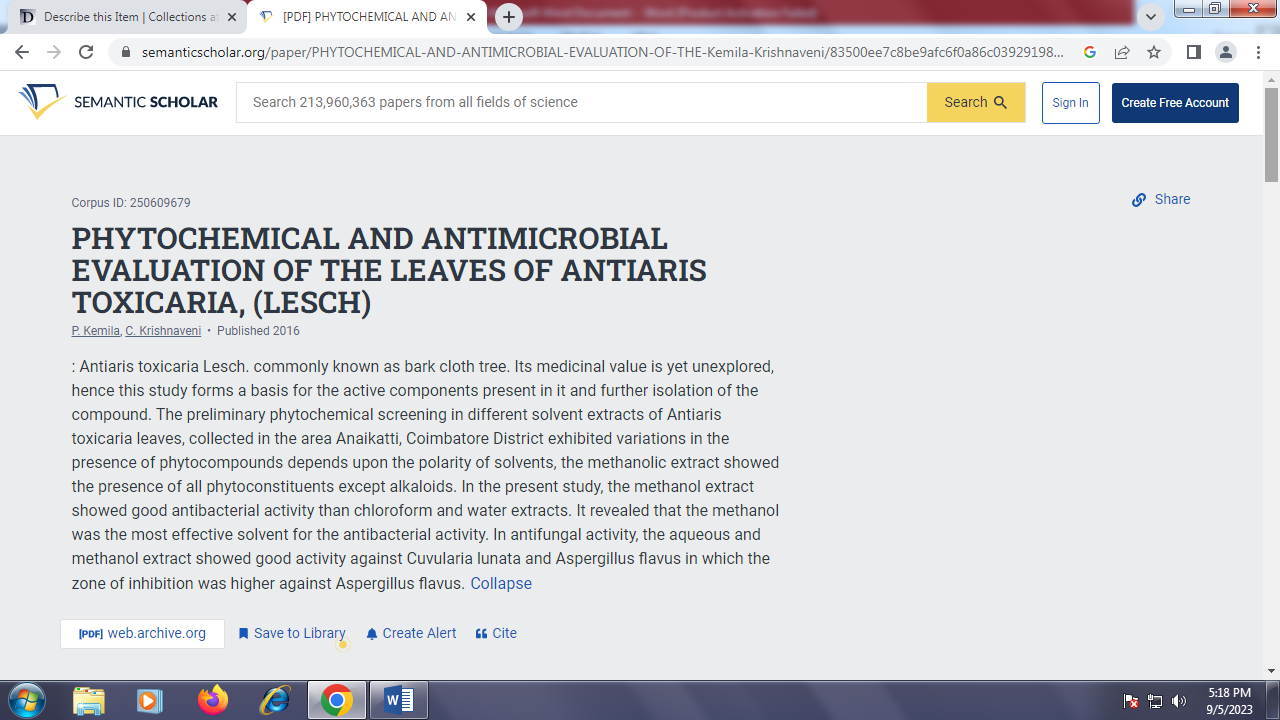 Describe this Item | Collections at
[PDF] PHYTOCHEMICAL AND AN
semanticscholar.org/paper/PHYTOCHEMICAL-AND-ANTIMICROBIAL-EVALUATION-OF-THE-Kemila-Krishnaveni/83500ee7c8be9afc6f0a86c03929198...
SEMANTIC SCHOLAR
Search 213,960,363 papers from all fields of science
Search
Sign In
Create Free Account
Corpus ID: 250609679
Share
PHYTOCHEMICAL AND ANTIMICROBIAL
EVALUATION OF THE LEAVES OF ANTIARIS
TOXICARIA, (LESCH)
P. Kemila, C. Krishnaveni • Published 2016
: Antiaris toxicaria Lesch. commonly known as bark cloth tree. Its medicinal value is yet unexplored,
hence this study forms a basis for the active components present in it and further isolation of the
compound. The preliminary phytochemical screening in different solvent extracts of Antiaris
toxicaria leaves, collected in the area Anaikatti, Coimbatore District exhibited variations in the
presence of phytocompounds depends upon the polarity of solvents, the methanolic extract showed
the presence of all phytoconstituents except alkaloids. In the present study, the methanol extract
showed good antibacterial activity than chloroform and water extracts. It revealed that the methanol
was the most effective solvent for the antibacterial activity. In antifungal activity, the aqueous and
methanol extract showed good activity against Cuvularia lunata and Aspergillus flavus in which the
zone of inhibition was higher against Aspergillus flavus. Collapse
[PDF] web.archive.org
Save to Library
Create Alert
Cite
5:18 PM
9/5/2023